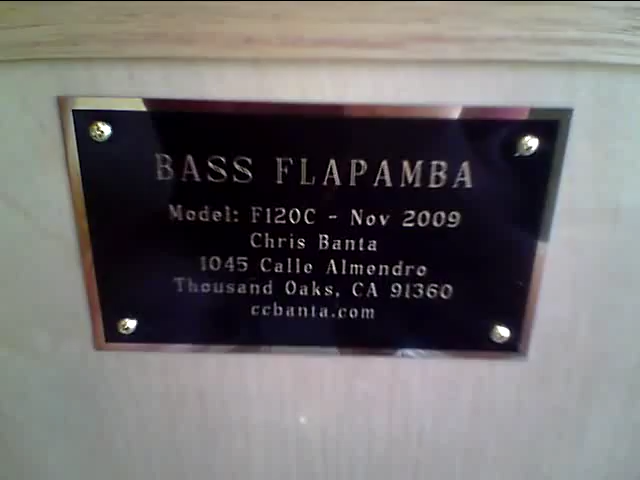 BASS FLAPAMBA
Model: F120C - Nov 2009
Chris Banta
1045 Calle Almendro
Thousand Oaks, CA 91360
ccbanta.com